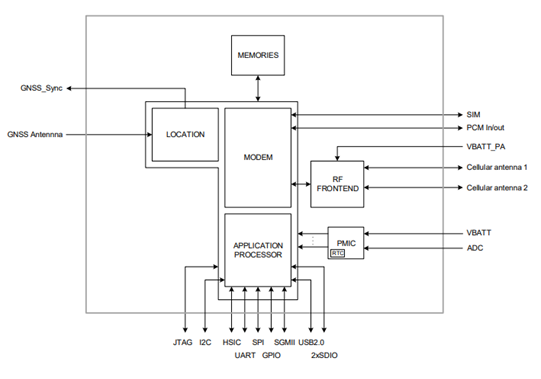 MEMORIES
GNSS_Sync
GNSS Antennna
LOCATION
MODEM
SIM
PCM In/out
VBATT_PA
RF
FRONTEND
Cellular antenna 1
Cellular antenna 2
APPLICATION
PROCESSOR
PMIC
RTC
VBATT
ADC
JTAG I2C HSIC SPI SGMII USB2.0
UART GPIO 2xSDIO